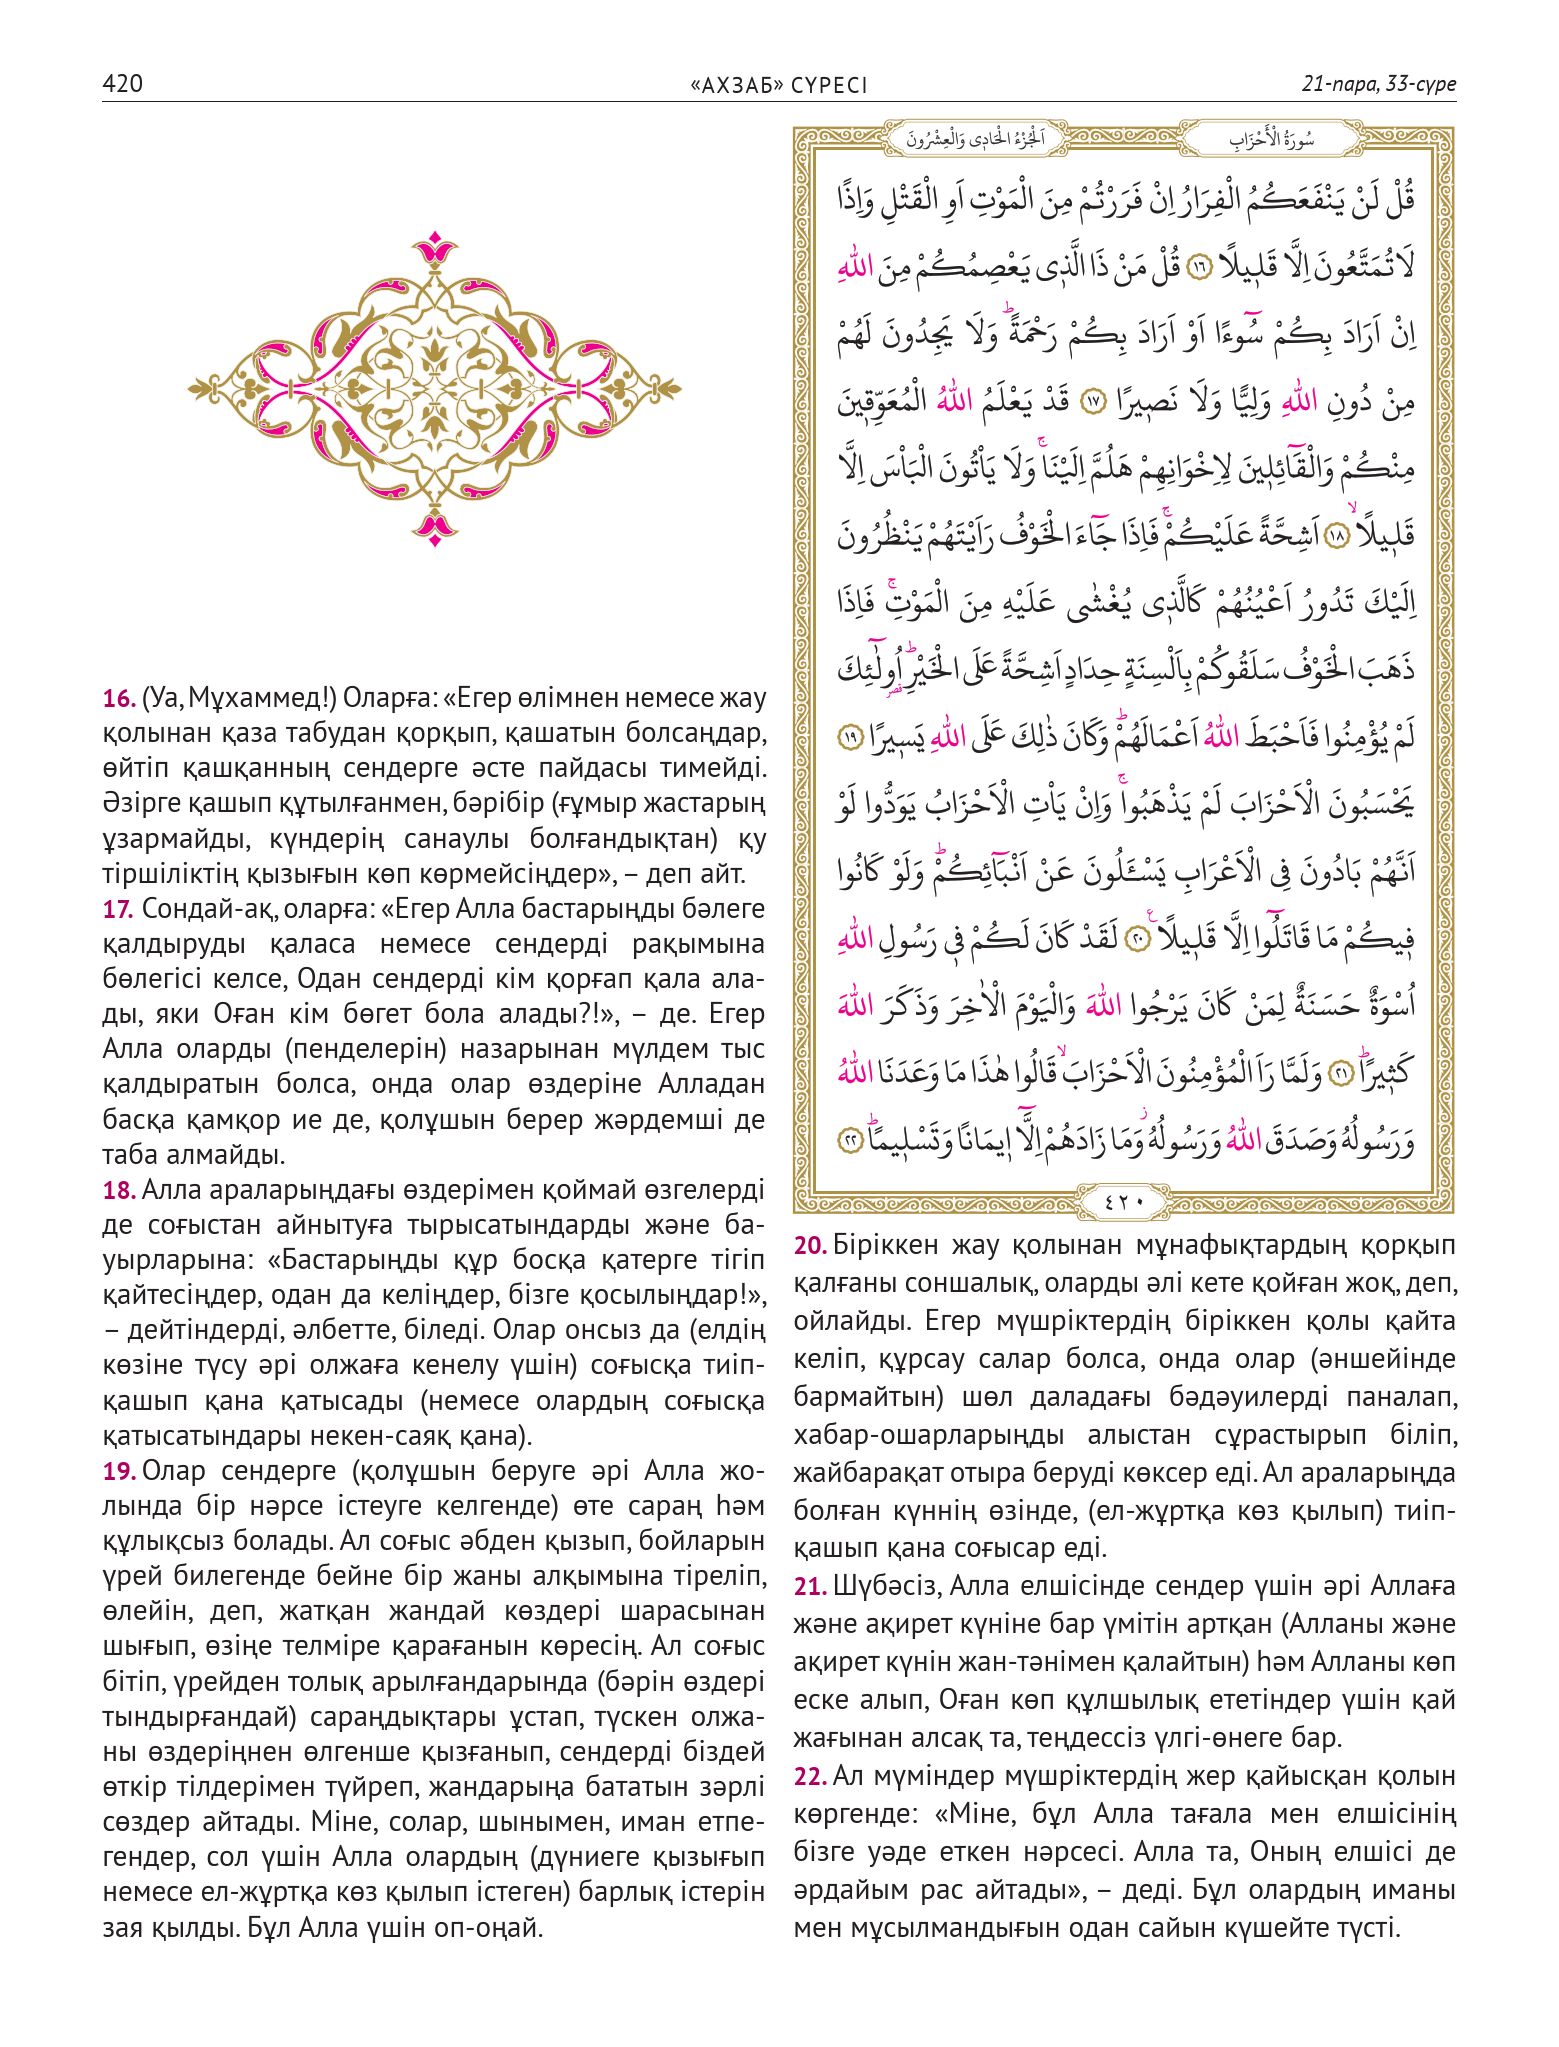 420
«АХЗАБ» СҮРЕСІ
21-пара, 33-сүре
16. (Уа, Мұхаммед!) Оларға: «Егер өлімнен немесе жау
қолынан қаза табудан қорқып, қашатын болсаңдар,
өйтіп қашқанның сендерге әсте пайдасы тимейді.
Әзірге қашып құтылғанмен, бәрібір (ғұмыр жастарың
ұзармайды, күндерің санаулы болғандықтан) қу
тіршіліктің қызығын көп көрмейсіңдер», – деп айт.
17. Сондай-ақ, оларға: «Егер Алла бастарыңды бәлеге
қалдыруды қаласа немесе сендерді рақымына
бөлегісі келсе, Одан сендерді кім қорғап қала ала-
ды, яки Оған кім бөгет бола алады?!», – де. Егер
Алла оларды (пенделерін) назарынан мүлдем тыс
қалдыратын болса, онда олар өздеріне Алладан
басқа қамқор ие де, қолұшын берер жәрдемші де
таба алмайды.
18. Алла араларыңдағы өздерімен қоймай өзгелерді
де соғыстан айнытуға тырысатындарды және ба-
уырларына: «Бастарыңды құр босқа қатерге тігіп
қайтесіңдер, одан да келіңдер, бізге қосылыңдар!»,
– дейтіндерді, әлбетте, біледі. Олар онсыз да (елдің
көзіне түсу әрі олжаға кенелу үшін) соғысқа тиіп-
қашып қана қатысады (немесе олардың соғысқа
қатысатындары некен-саяқ қана).
19. Олар сендерге (қолұшын беруге әрі Алла жо-
лында бір нәрсе істеуге келгенде) өте сараң һәм
құлықсыз болады. Ал соғыс әбден қызып, бойларын
үрей билегенде бейне бір жаны алқымына тіреліп,
өлейін, деп, жатқан жандай көздері шарасынан
шығып, өзіңе телміре қарағанын көресің. Ал соғыс
бітіп, үрейден толық арылғандарында (бәрін өздері
тындырғандай) сараңдықтары ұстап, түскен олжа-
ны өздеріңнен өлгенше қызғанып, сендерді біздей
өткір тілдерімен түйреп, жандарыңа бататын зәрлі
сөздер айтады. Міне, солар, шынымен, иман етпе-
гендер, сол үшін Алла олардың (дүниеге қызығып
немесе ел-жұртқа көз қылып істеген) барлық істерін
зая қылды. Бұл Алла үшін оп-оңай.
سُورَةُ الْأَحْزَابِ
اَلْجُزْءُ الْحَادٖى وَالْعِشْرُونَ
قُلْ لَنْ يَنْفَعَكُمُ الْفِرَارُ اِنْ فَرَرْتُمْ مِنَ الْمَوْتِ اَوِ الْقَتْلِ وَاِذًا
لَا تُمَتَّعُونَ اِلَّا قَلٖيلًا ﴿١٦﴾ قُلْ مَنْ ذَا الَّذٖى يَعْصِمُكُمْ مِنَ اللّٰهِ
اِنْ اَرَادَ بِكُمْ سُٓوءًا اَوْ اَرَادَ بِكُمْ رَحْمَةًؕ وَلَا يَجِدُونَ لَهُمْ
مِنْ دُونِ اللّٰهِ وَلِيًّا وَلَا نَصٖيرًا ﴿١٧﴾ قَدْ يَعْلَمُ اللّٰهُ الْمُعَوِّقٖينَ
مِنْكُمْ وَالْقَٓائِلٖينَ لِاِخْوَانِهِمْ هَلُمَّ اِلَيْنَاۚ وَلَا يَاْتُونَ الْبَاْسَ اِلَّا
قَلٖيلًاۙ ﴿١٨﴾ اَشِحَّةً عَلَيْكُمْۚ فَاِذَا جَٓاءَ الْخَوْفُ رَاَيْتَهُمْ يَنْظُرُونَ
اِلَيْكَ تَدُورُ اَعْيُنُهُمْ كَالَّذٖى يُغْشٰى عَلَيْهِ مِنَ الْمَوْتِۚ فَاِذَا
ذَهَبَ الْخَوْفُ سَلَقُوكُمْ بِاَلْسِنَةٍ حِدَادٍ اَشِحَّةً عَلَى الْخَيْرِؕ اُولٰٓئِكَ
قصر
لَمْ يُؤْمِنُوا فَاَحْبَطَ اللّٰهُ اَعْمَالَهُمْؕ وَكَانَ ذٰلِكَ عَلَى اللّٰهِ يَسٖيرًا ﴿١٩﴾
يَحْسَبُونَ الْاَحْزَابَ لَمْ يَذْهَبُواۚ وَاِنْ يَاْتِ الْاَحْزَابُ يَوَدُّوا لَوْ
اَنَّهُمْ بَادُونَ فِى الْاَعْرَابِ يَسْـَٔلُونَ عَنْ اَنْبَٓائِكُمْؕ وَلَوْ كَانُوا
فٖيكُمْ مَا قَاتَلُٓوا اِلَّا قَلٖيلًا ﴿٢٠﴾ع لَقَدْ كَانَ لَكُمْ فٖى رَسُولِ اللّٰهِ
اُسْوَةٌ حَسَنَةٌ لِمَنْ كَانَ يَرْجُوا اللّٰهَ وَالْيَوْمَ الْاٰخِرَ وَذَكَرَ اللّٰهَ
كَثٖيرًاؕ ﴿٢١﴾ وَلَمَّا رَاَ الْمُؤْمِنُونَ الْاَحْزَابَۙ قَالُوا هٰذَا مَا وَعَدَنَا اللّٰهُ
وَرَسُولُهُ وَصَدَقَ اللّٰهُ وَرَسُولُهُؗ وَمَا زَادَهُمْ اِلَّٓا اٖيمَانًا وَتَسْلٖيمًاؕ ﴿٢٢﴾
٤٢٠
20. Біріккен жау қолынан мұнафықтардың қорқып
қалғаны соншалық, оларды әлі кете қойған жоқ, деп,
ойлайды. Егер мүшріктердің біріккен қолы қайта
келіп, құрсау салар болса, онда олар (әншейінде
бармайтын) шөл даладағы бәдәуилерді паналап,
хабар-ошарларыңды алыстан сұрастырып біліп,
жайбарақат отыра беруді көксер еді. Ал араларыңда
болған күннің өзінде, (ел-жұртқа көз қылып) тиіп-
қашып қана соғысар еді.
21. Шүбәсіз, Алла елшісінде сендер үшін әрі Аллаға
және ақирет күніне бар үмітін артқан (Алланы және
ақирет күнін жан-тәнімен қалайтын) һәм Алланы көп
еске алып, Оған көп құлшылық ететіндер үшін қай
жағынан алсақ та, теңдессіз үлгі-өнеге бар.
22. Ал мүміндер мүшріктердің жер қайысқан қолын
көргенде: «Міне, бұл Алла тағала мен елшісінің
бізге уәде еткен нәрсесі. Алла та, Оның елшісі де
әрдайым рас айтады», – деді. Бұл олардың иманы
мен мұсылмандығын одан сайын күшейте түсті.